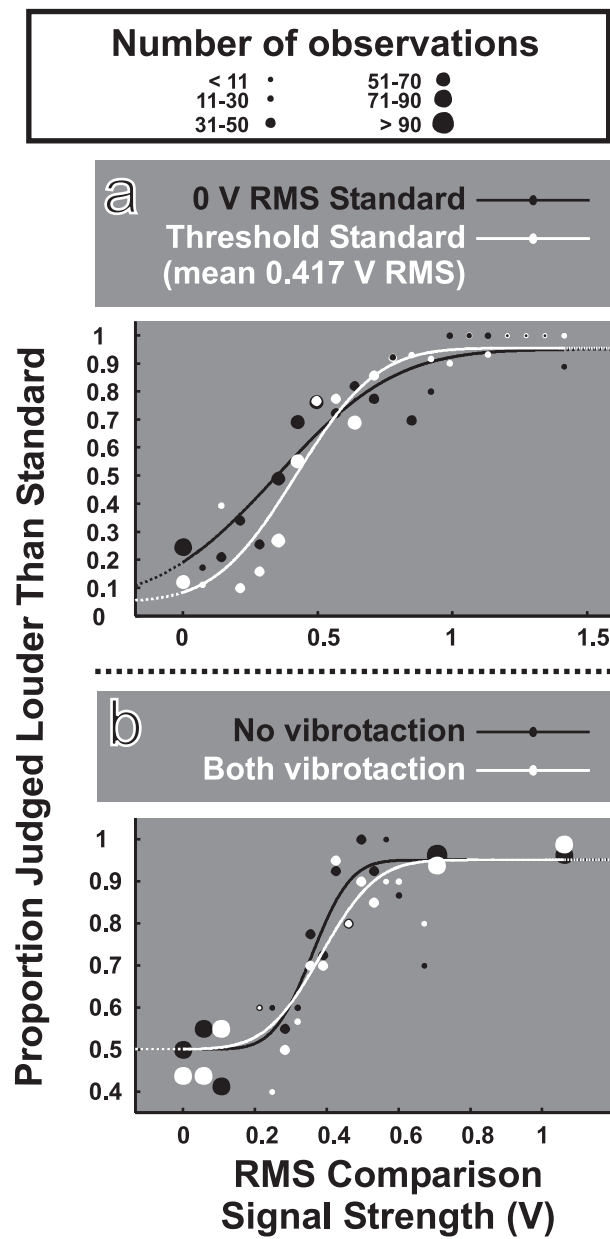 Number of observations
< 11
51-70
11-30
71-90
31-50
> 90
a
0 V RMS Standard
Threshold Standard
(mean 0.417 V RMS)
Proportion Judged Louder Than Standard
1
0.9
0.8
0.7
0.6
0.5
0.4
0.3
0.2
0.1
0
0 0.5 1 1.5
b
No vibrotaction
Both vibrotaction
1
0.9
0.8
0.7
0.6
0.5
0.4
0 0.2 0.4 0.6 0.8 1
RMS Comparison
Signal Strength (V)